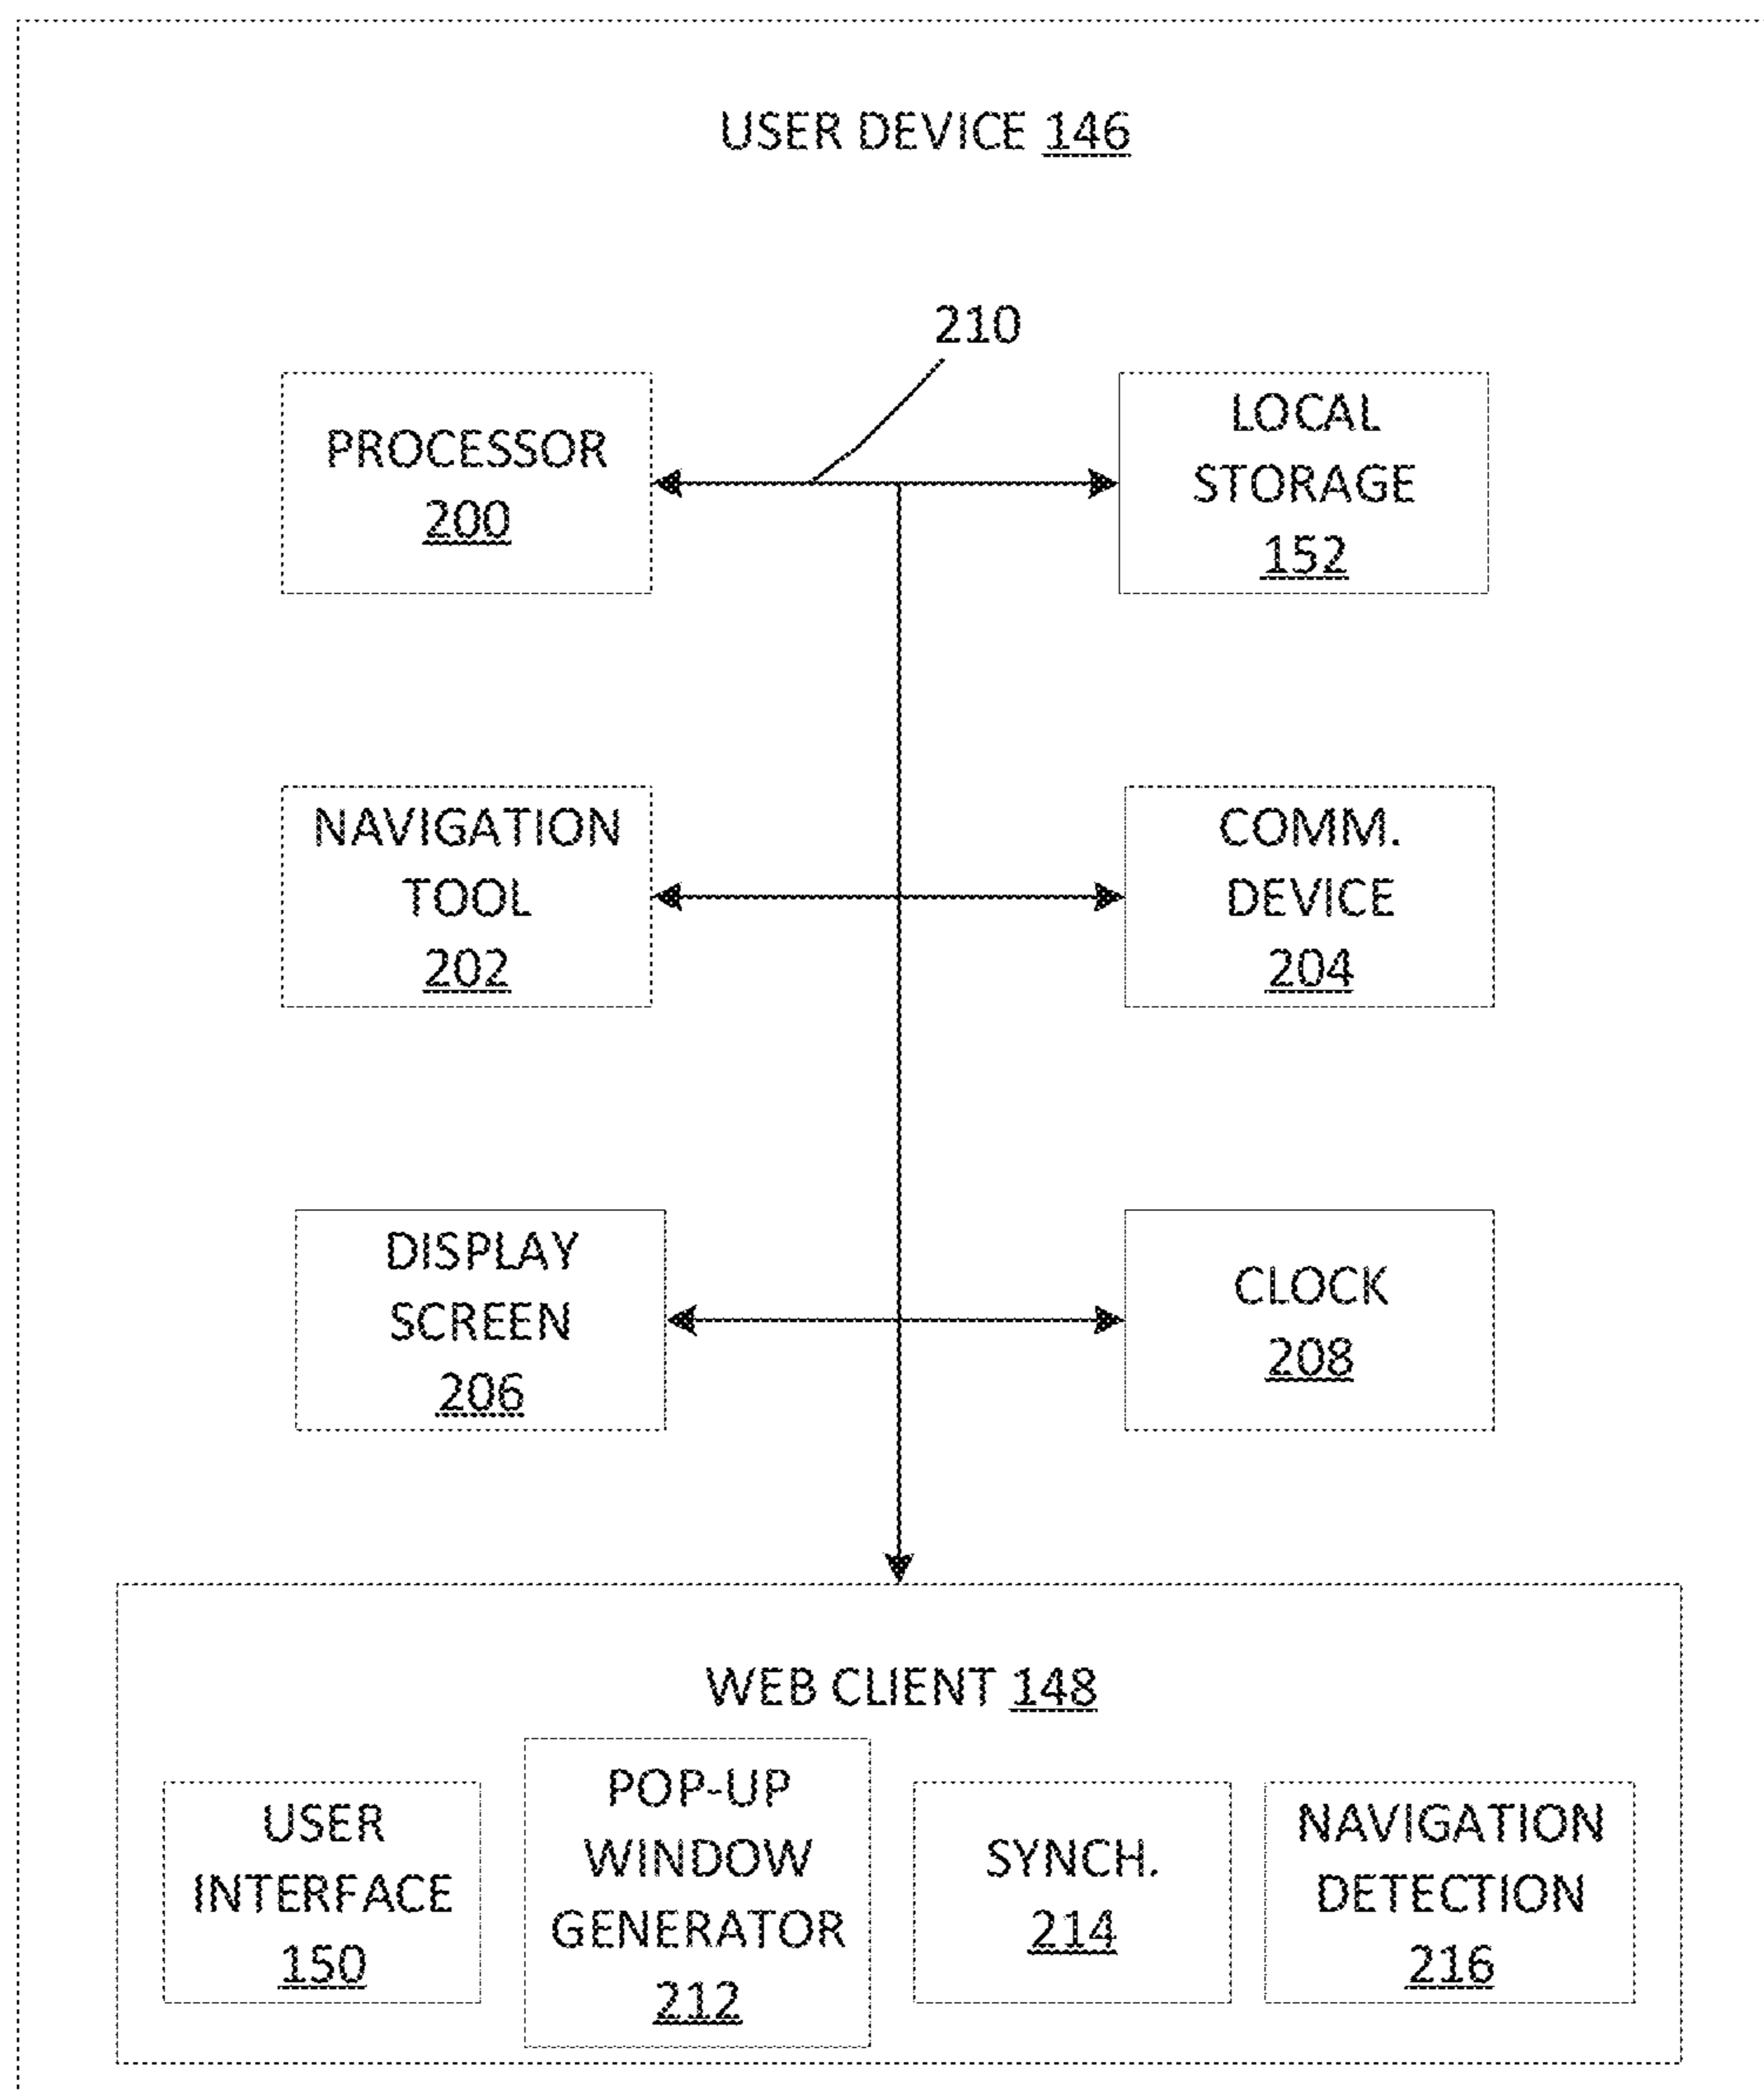 USER DEVICE 146
210
PROCESSOR
200
LOCAL
STORAGE
152
NAVIGATION
TOOL
202
COMM.
DEVICE
204
DISPLAY
SCREEN
206
CLOCK
208
WEB CLIENT 148
USER
INTERFACE
150
POP-UP
WINDOW
GENERATOR
212
SYNCH.
214
NAVIGATION
DETECTION
216